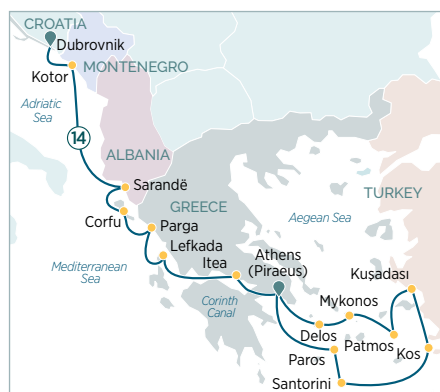 CROATIA
Dubrovnik
Kotor
MONTENEGRO
Adriatic
Sea
14
ALBANIA
Sarandë
TURKEY
Corfu
GREECE
Parga
Aegean Sea
Lefkada
Athens
(Piraeus)
Itea
Mediterranean
Sea
Kuşadası
Corinth
Canal
Mykonos
Delos
Patmos
Kos
Paros
Santorini